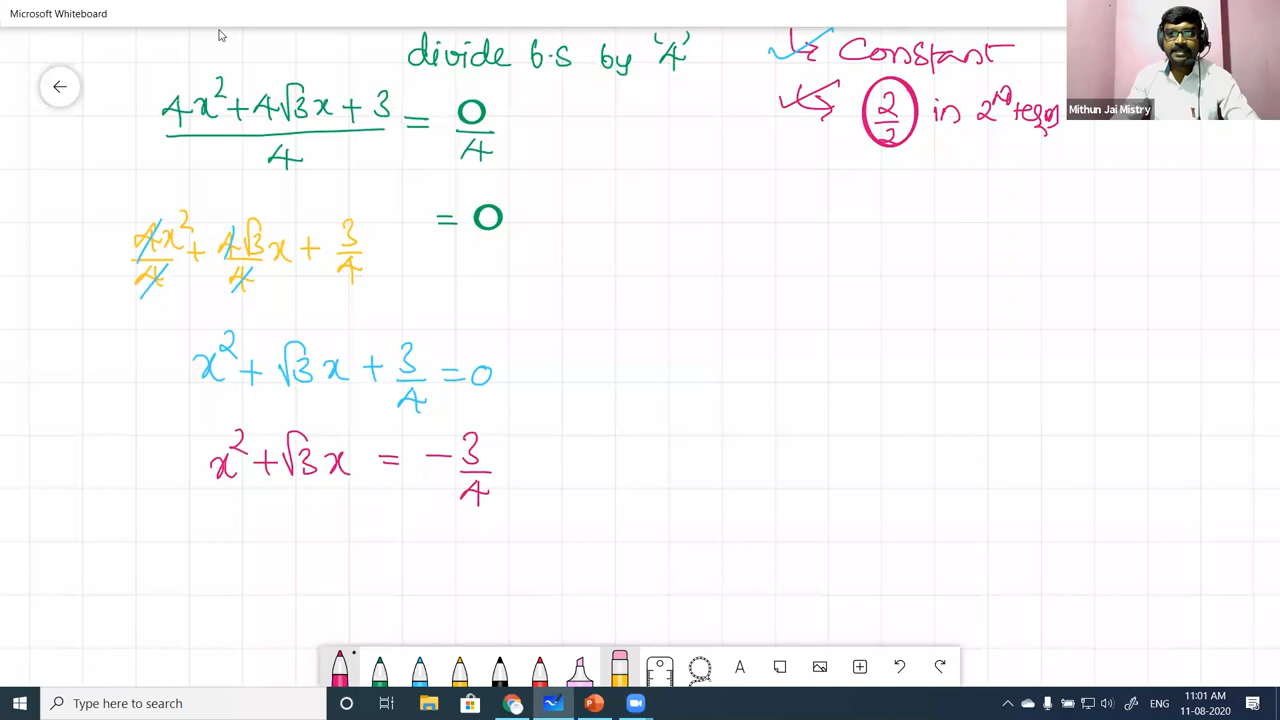 Microsoft Whiteboard
divide b.s by '4'
Constant
2/2 in 2nd term
Mithun Jai Mistry
(4x² + 4√3x + 3)/4 = 0/4
= 0
4x²/4 + 4√3x/4 + 3/4
x² + √3x + 3/4 = 0
x² + √3x = -3/4
A
Type here to search
ENG
11:01 AM
11-08-2020